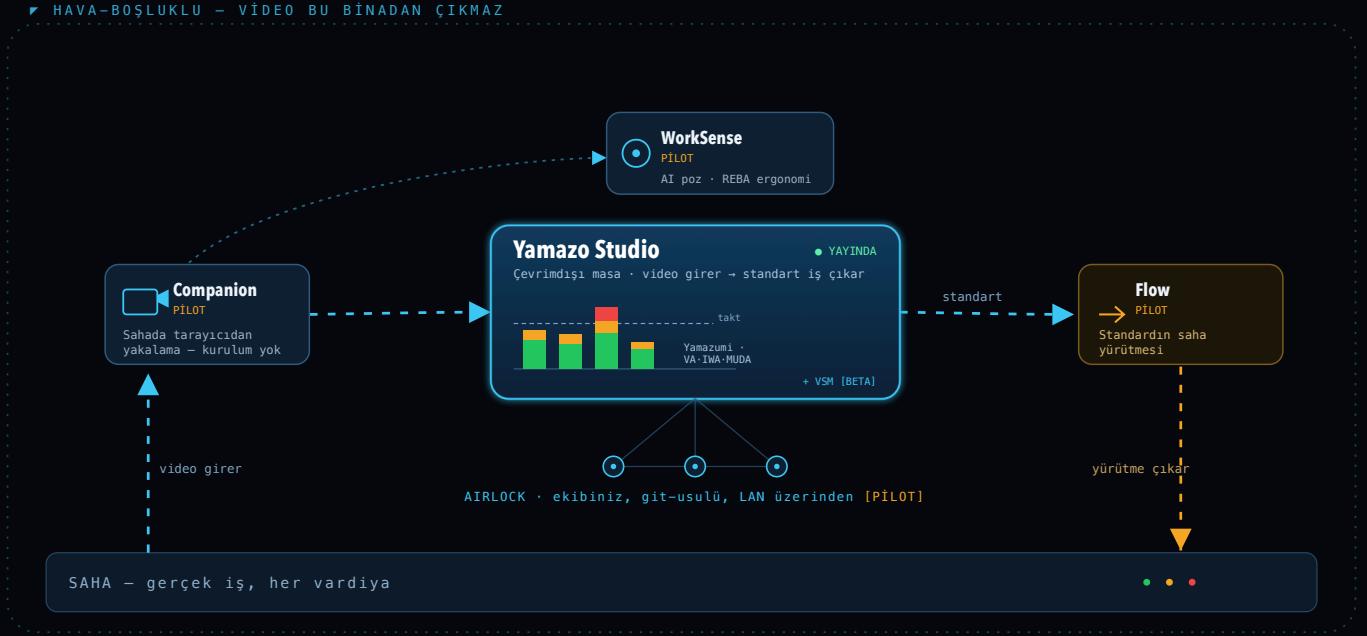 ◤ HAVA–BOŞLUKLU — VİDEO BU BİNADAN ÇIKMAZ
WorkSense
PİLOT
AI poz · REBA ergonomi
Yamazo Studio
● YAYINDA
Çevrimdışı masa · video girer → standart iş çıkar
takt
Yamazumi ·
VA·IWA·MUDA
+ VSM [BETA]
Companion
PİLOT
Sahada tarayıcıdan
yakalama — kurulum yok
standart
Flow
PİLOT
Standardın saha
yürütmesi
video girer
yürütme çıkar
AIRLOCK · ekibiniz, git–usulü, LAN üzerinden [PİLOT]
SAHA — gerçek iş, her vardiya